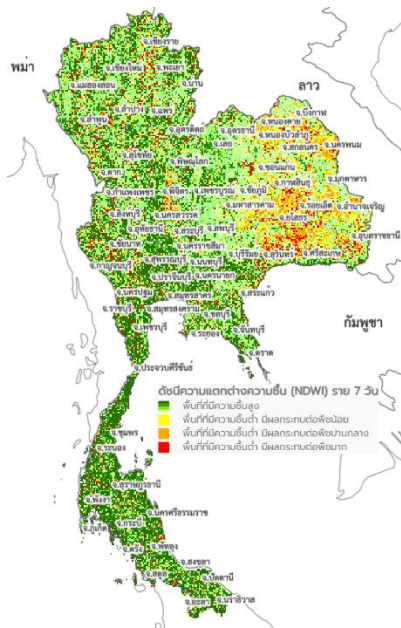 จ.เชียงราย
พม่า
จ.เชียงใหม่ จ.พะเยา
จ.แม่ฮ่องสอน จ.น่าน
ลาว
จ.ลำปาง จ.แพร่
จ.ลำพูน
จ.บึงกาฬ
จ.อุตรดิตถ์ จ.อุดรธานี จ.หนองคาย
จ.หนองบัวลำภู จ.นครพนม
จ.เลย จ.สกลนคร
จ.สุโขทัย จ.พิษณุโลก
จ.ตาก จ.ขอนแก่น จ.มุกดาหาร
จ.กำแพงเพชร จ.พิจิตร จ.เพชรบูรณ์ จ.ชัยภูมิ จ.กาฬสินธุ์
จ.มหาสารคาม จ.ร้อยเอ็ด จ.อำนาจเจริญ
จ.สิงห์บุรี จ.นครสวรรค์ จ.ยโสธร
จ.อุทัยธานี จ.สระบุรี จ.ลพบุรี จ.อุบลราชธานี
จ.ชัยนาท จ.นครราชสีมา จ.บุรีรัมย์ จ.สุรินทร์ จ.ศรีสะเกษ
จ.สุพรรณบุรี จ.นนทบุรี
จ.กาญจนบุรี จ.ปราจีนบุรี จ.นครนายก
จ.นครปฐม จ.สมุทรสาคร จ.สระแก้ว
จ.ราชบุรี จ.สมุทรสงคราม จ.ชลบุรี
กัมพูชา
จ.เพชรบุรี จ.ระยอง จ.จันทบุรี
จ.ตราด
จ.ประจวบคีรีขันธ์
ดัชนีความแตกต่างความชื้น (NDWI) ราย 7 วัน
พื้นที่ที่มีความชื้นสูง
พื้นที่ที่มีความชื้นต่ำ มีผลกระทบต่อพืชน้อย
พื้นที่ที่มีความชื้นต่ำ มีผลกระทบต่อพืชปานกลาง
พื้นที่ที่มีความชื้นต่ำ มีผลกระทบต่อพืชมาก
จ.ชุมพร
จ.ระนอง
จ.สุราษฎร์ธานี
จ.พังงา
จ.นครศรีธรรมราช
จ.กระบี่
จ.ภูเก็ต
จ.ตรัง จ.พัทลุง
จ.สงขลา
จ.สตูล จ.ปัตตานี
จ.ยะลา จ.นราธิวาส